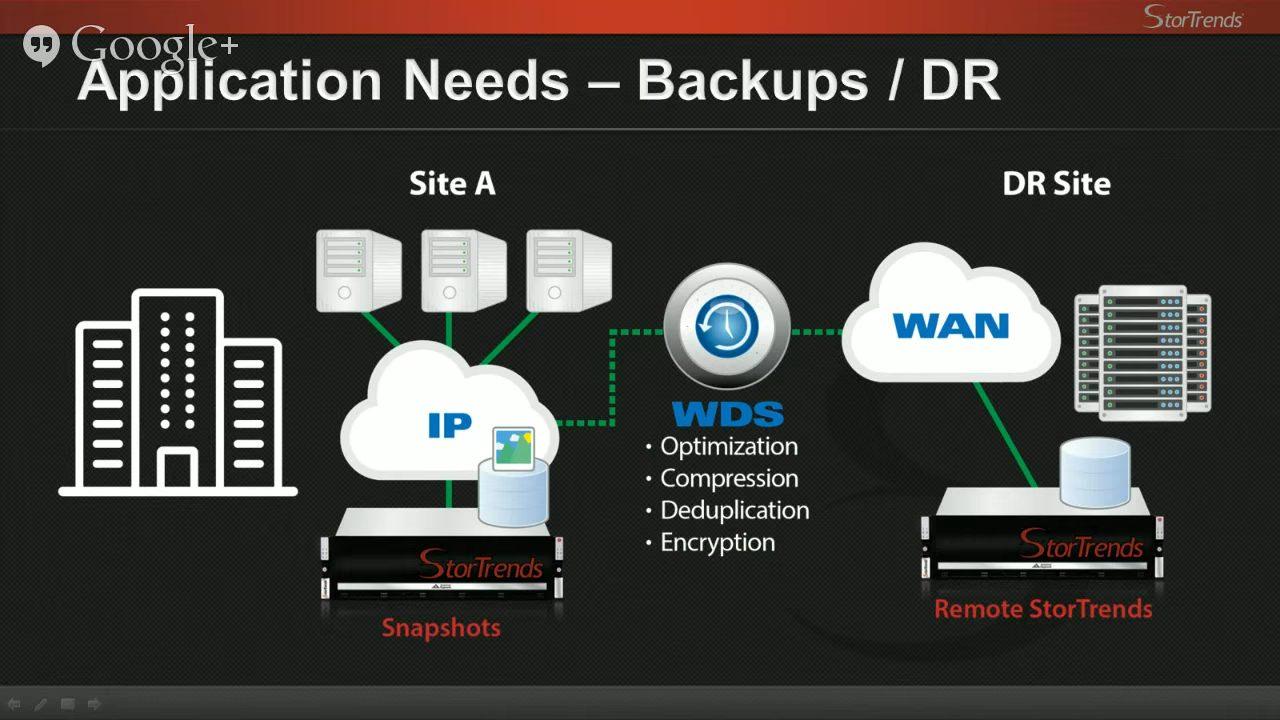 StorTrends
Google+
Application Needs – Backups / DR
Site A
DR Site
WAN
IP
WDS
· Optimization
· Compression
· Deduplication
· Encryption
StorTrends
StorTrends
Snapshots
Remote StorTrends